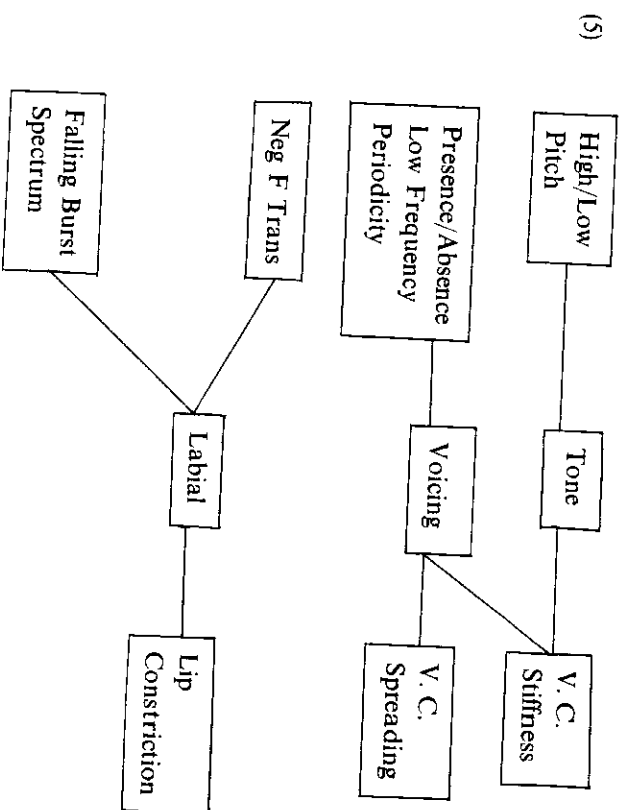 (5)
High/Low
Pitch
Tone
V. C.
Stiffness
Presence/Absence
Low Frequency
Periodicity
Voicing
V. C.
Spreading
Neg F Trans
Falling Burst
Spectrum
Labial
Lip
Constriction